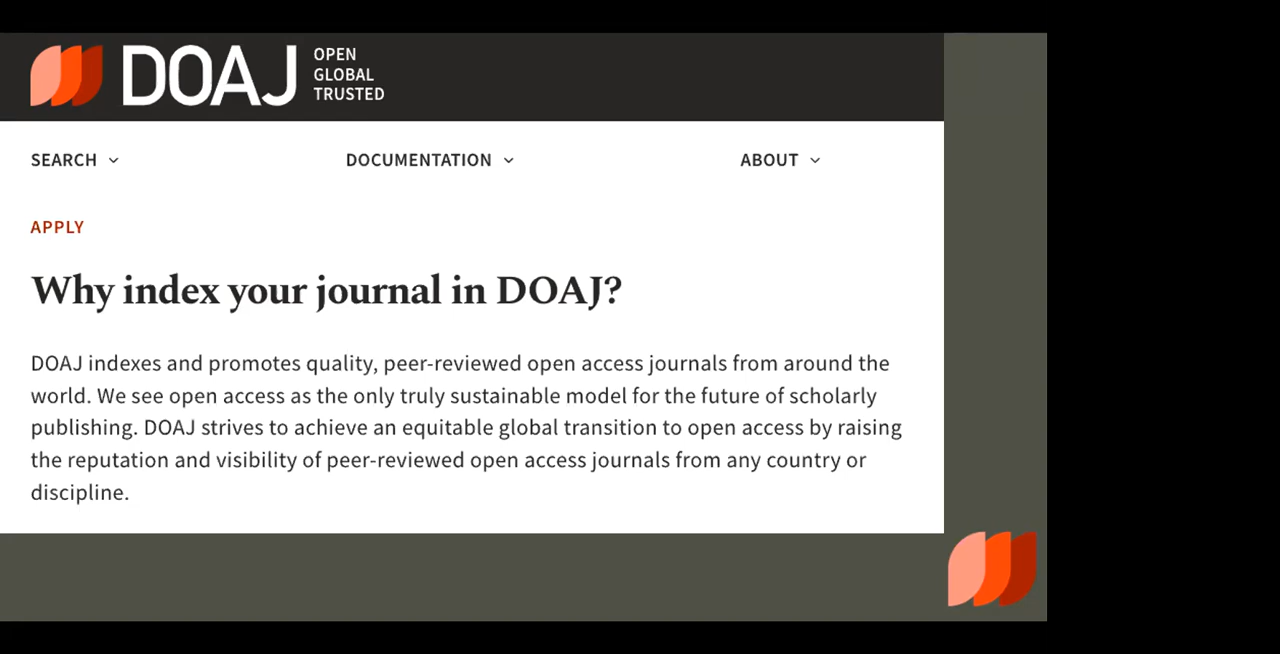 DOAJ
OPEN
GLOBAL
TRUSTED
SEARCH
DOCUMENTATION
ABOUT
APPLY
Why index your journal in DOAJ?
DOAJ indexes and promotes quality, peer-reviewed open access journals from around the
world. We see open access as the only truly sustainable model for the future of scholarly
publishing. DOAJ strives to achieve an equitable global transition to open access by raising
the reputation and visibility of peer-reviewed open access journals from any country or
discipline.